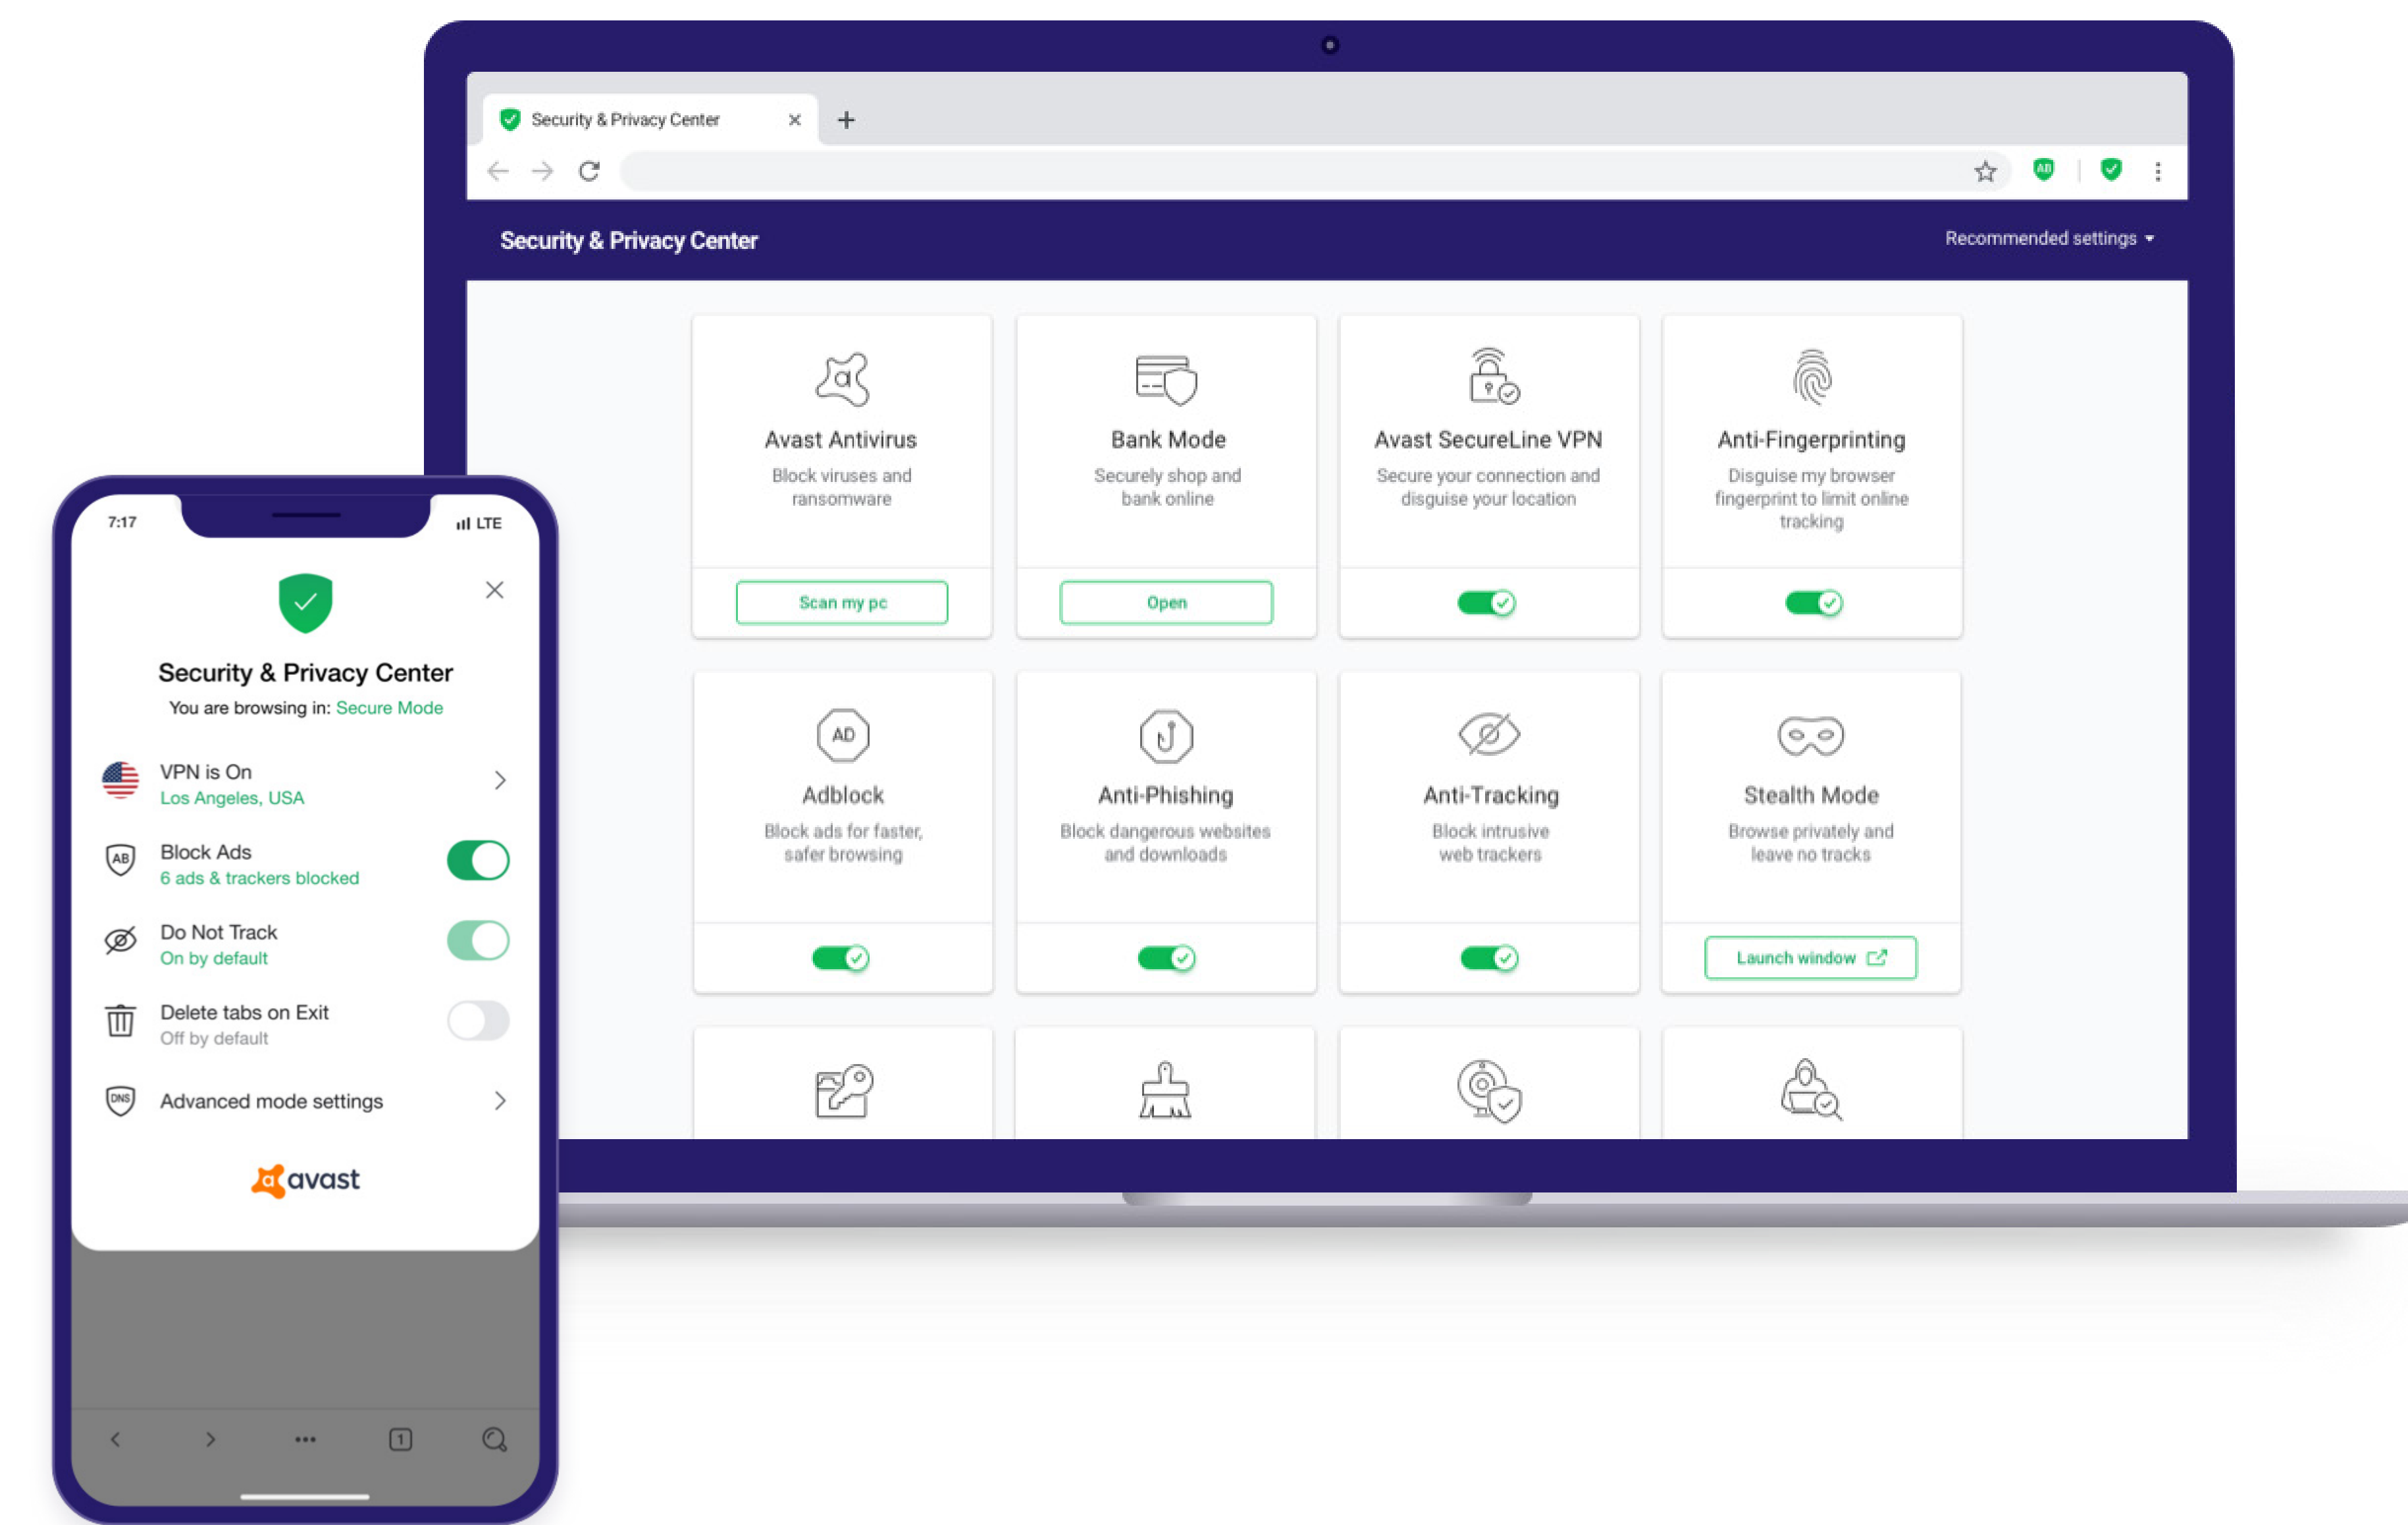 Security & Privacy Center
AD
Security & Privacy Center
Recommended settings
a
Avast Antivirus
Block viruses and
ransomware
Scan my pc
Bank Mode
Securely shop and
bank online
Open
Avast SecureLine VPN
Secure your connection and
disguise your location
Anti-Fingerprinting
Disguise my browser
fingerprint to limit online
tracking
AD
Adblock
Block ads for faster,
safer browsing
Anti-Phishing
Block dangerous websites
and downloads
Anti-Tracking
Block intrusive
web trackers
Stealth Mode
Browse privately and
leave no tracks
Launch window
7:17
LTE
Security & Privacy Center
You are browsing in: Secure Mode
VPN is On
Los Angeles, USA
AB
Block Ads
6 ads & trackers blocked
Do Not Track
On by default
Delete tabs on Exit
Off by default
DNS
Advanced mode settings
a avast
1